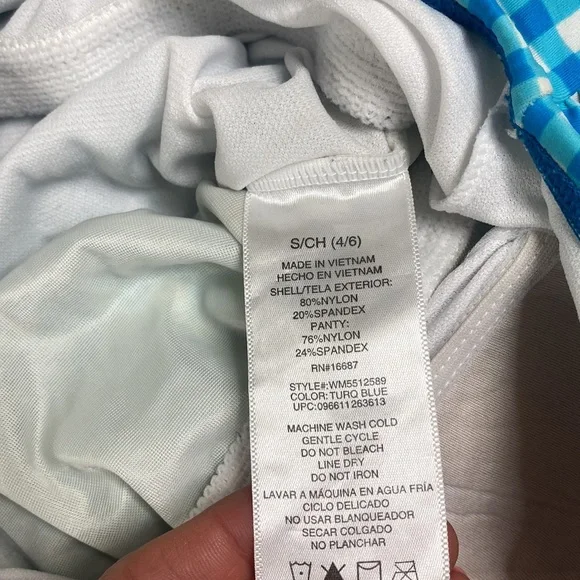 S/CH (4/6)
MADE IN VIETNAM
HECHO EN VIETNAM
SHELL/TELA EXTERIOR:
80%NYLON
20%SPANDEX
PANTY:
76%NYLON
24%SPANDEX
RN#16687
STYLE#:WM5512589
COLOR: TURQ BLUE
UPC:096611263613
MACHINE WASH COLD
GENTLE CYCLE
DO NOT BLEACH
LINE DRY
DO NOT IRON
LAVAR A MÁQUINA EN AGUA FRÍA
CICLO DELICADO
NO USAR BLANQUEADOR
SECAR COLGADO
NO PLANCHAR